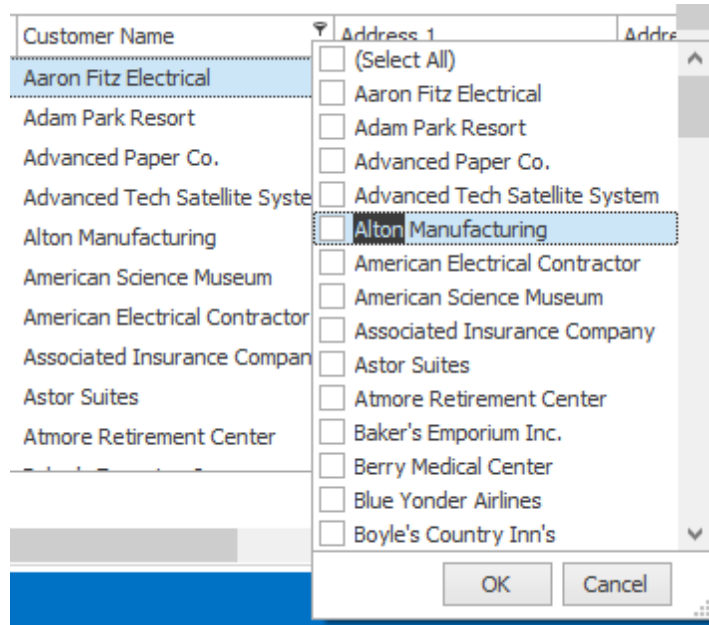 Customer Name
Address 1
Addre
Aaron Fitz Electrical
Adam Park Resort
Advanced Paper Co.
Advanced Tech Satellite Syste
Alton Manufacturing
American Science Museum
American Electrical Contractor
Associated Insurance Compan
Astor Suites
Atmore Retirement Center
(Select All)
Aaron Fitz Electrical
Adam Park Resort
Advanced Paper Co.
Advanced Tech Satellite System
Alton Manufacturing
American Electrical Contractor
American Science Museum
Associated Insurance Company
Astor Suites
Atmore Retirement Center
Baker's Emporium Inc.
Berry Medical Center
Blue Yonder Airlines
Boyle's Country Inn's
OK
Cancel